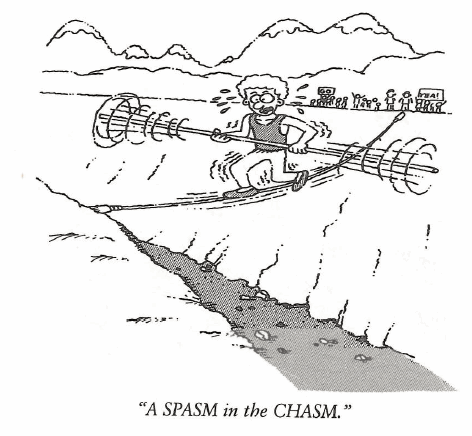 GO
YEA!
"A SPASM in the CHASM."